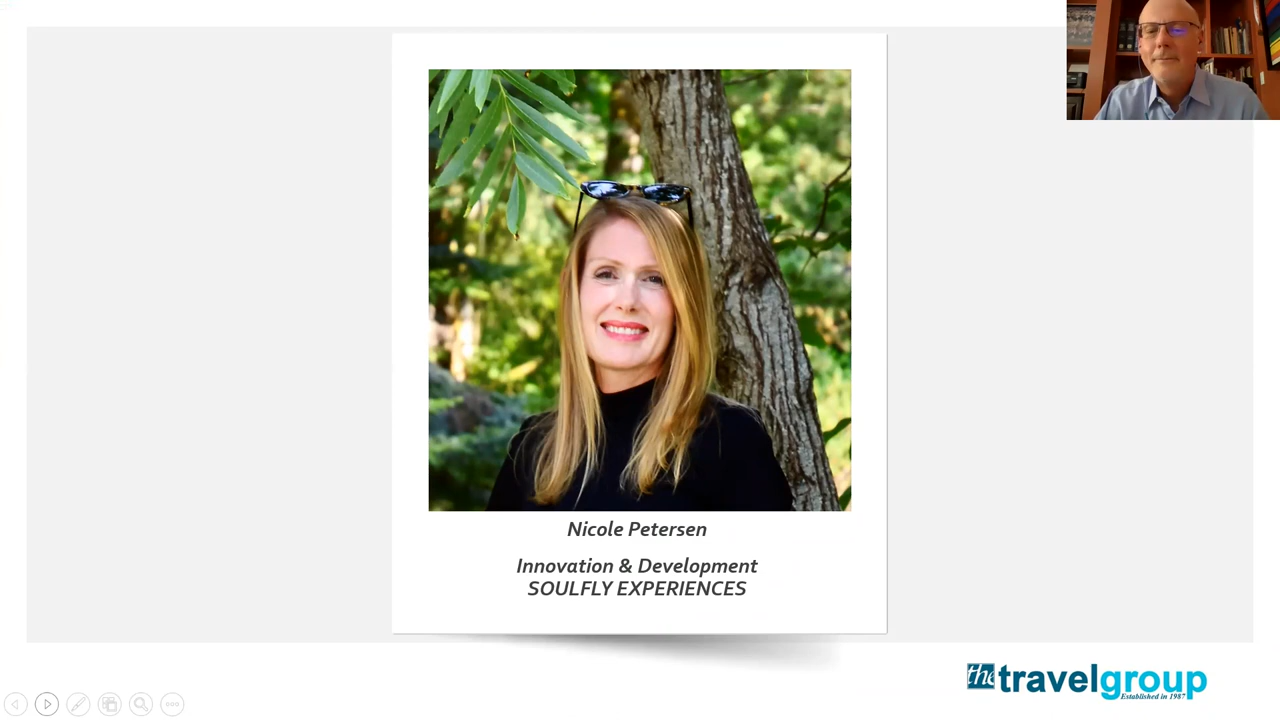 Nicole Petersen
Innovation & Development
SOULFLY EXPERIENCES
the travelgroup
Established in 1987